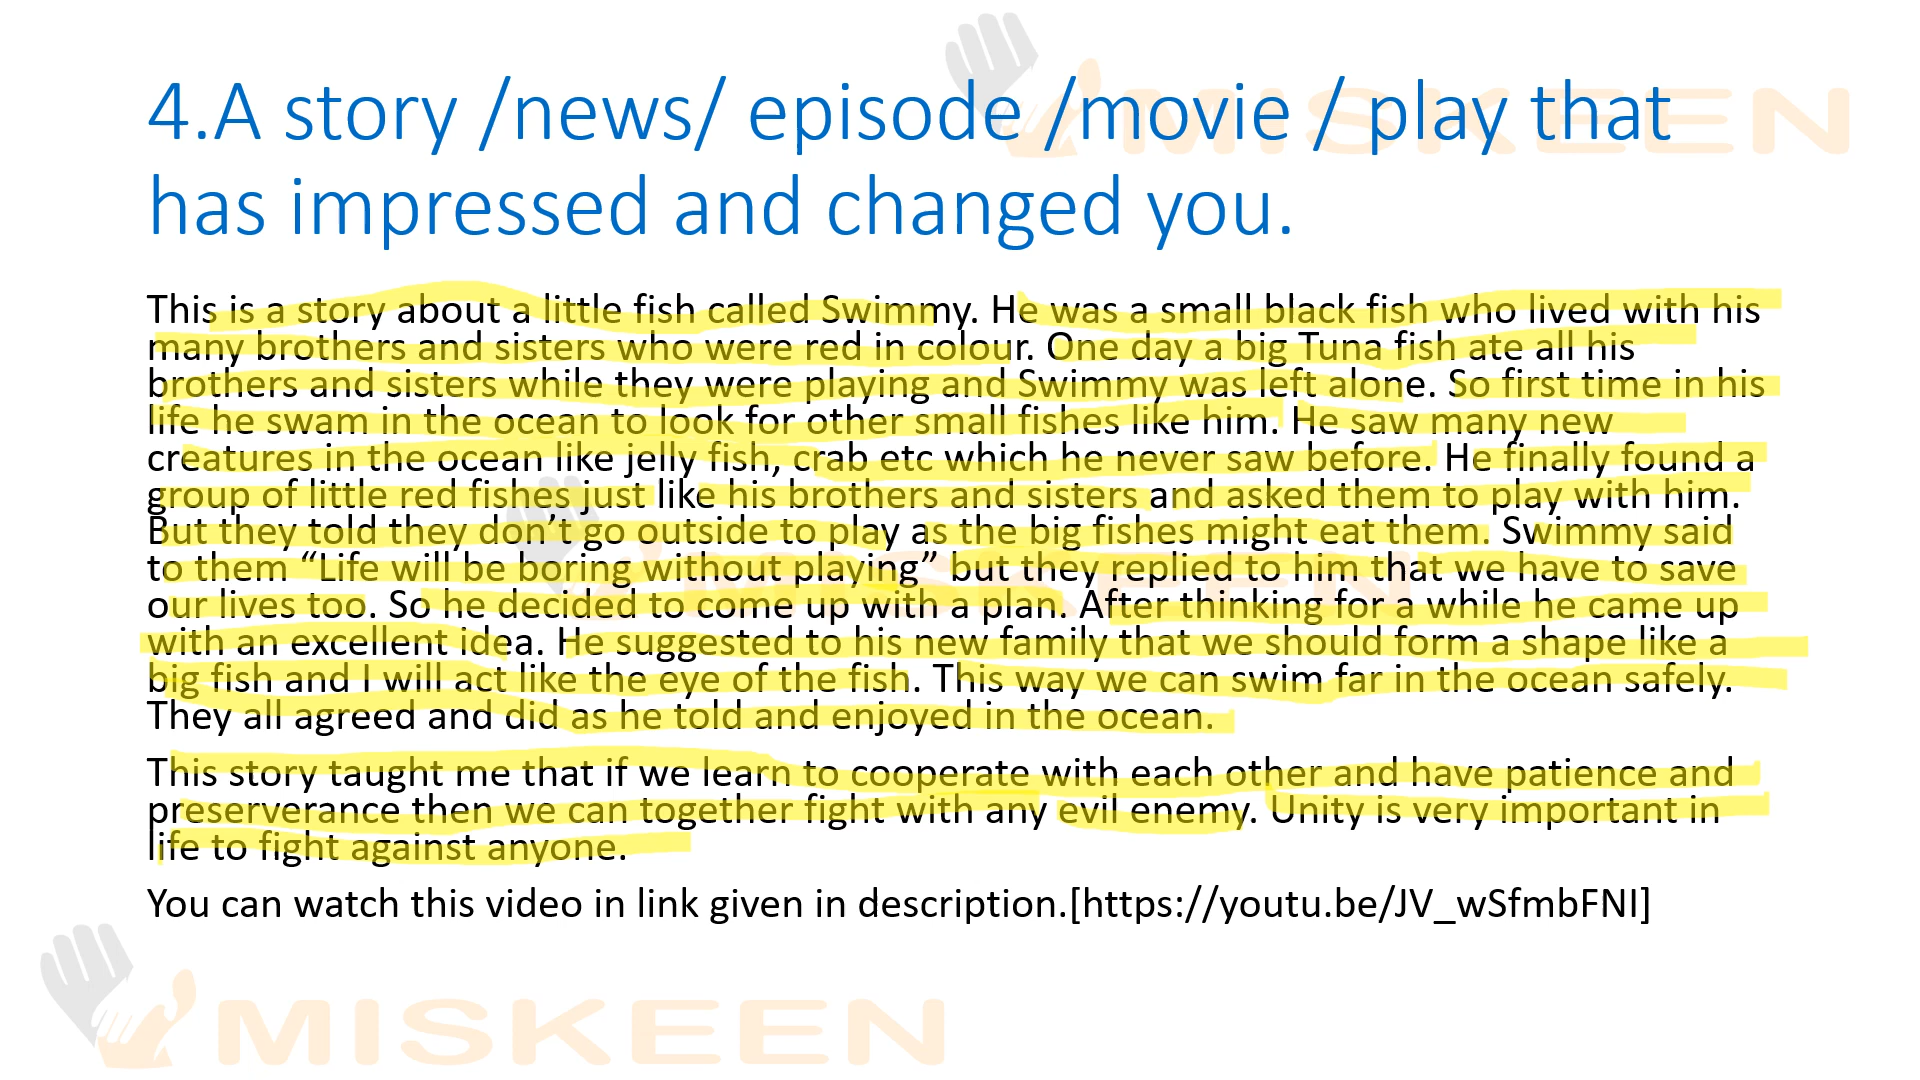 4.A story /news/ episode /movie / play that
has impressed and changed you.
This is a story about a little fish called Swimmy. He was a small black fish who lived with his
many brothers and sisters who were red in colour. One day a big Tuna fish ate all his
brothers and sisters while they were playing and Swimmy was left alone. So first time in his
life he swam in the ocean to look for other small fishes like him. He saw many new
creatures in the ocean like jelly fish, crab etc which he never saw before. He finally found a
group of little red fishes just like his brothers and sisters and asked them to play with him.
But they told they don’t go outside to play as the big fishes might eat them. Swimmy said
to them “Life will be boring without playing” but they replied to him that we have to save
our lives too. So he decided to come up with a plan. After thinking for a while he came up
with an excellent idea. He suggested to his new family that we should form a shape like a
big fish and I will act like the eye of the fish. This way we can swim far in the ocean safely.
They all agreed and did as he told and enjoyed in the ocean.
This story taught me that if we learn to cooperate with each other and have patience and
preserverance then we can together fight with any evil enemy. Unity is very important in
life to fight against anyone.
You can watch this video in link given in description.[https://youtu.be/JV_wSfmbFNI]
MISKEEN
MISKEEN
MISKEEN